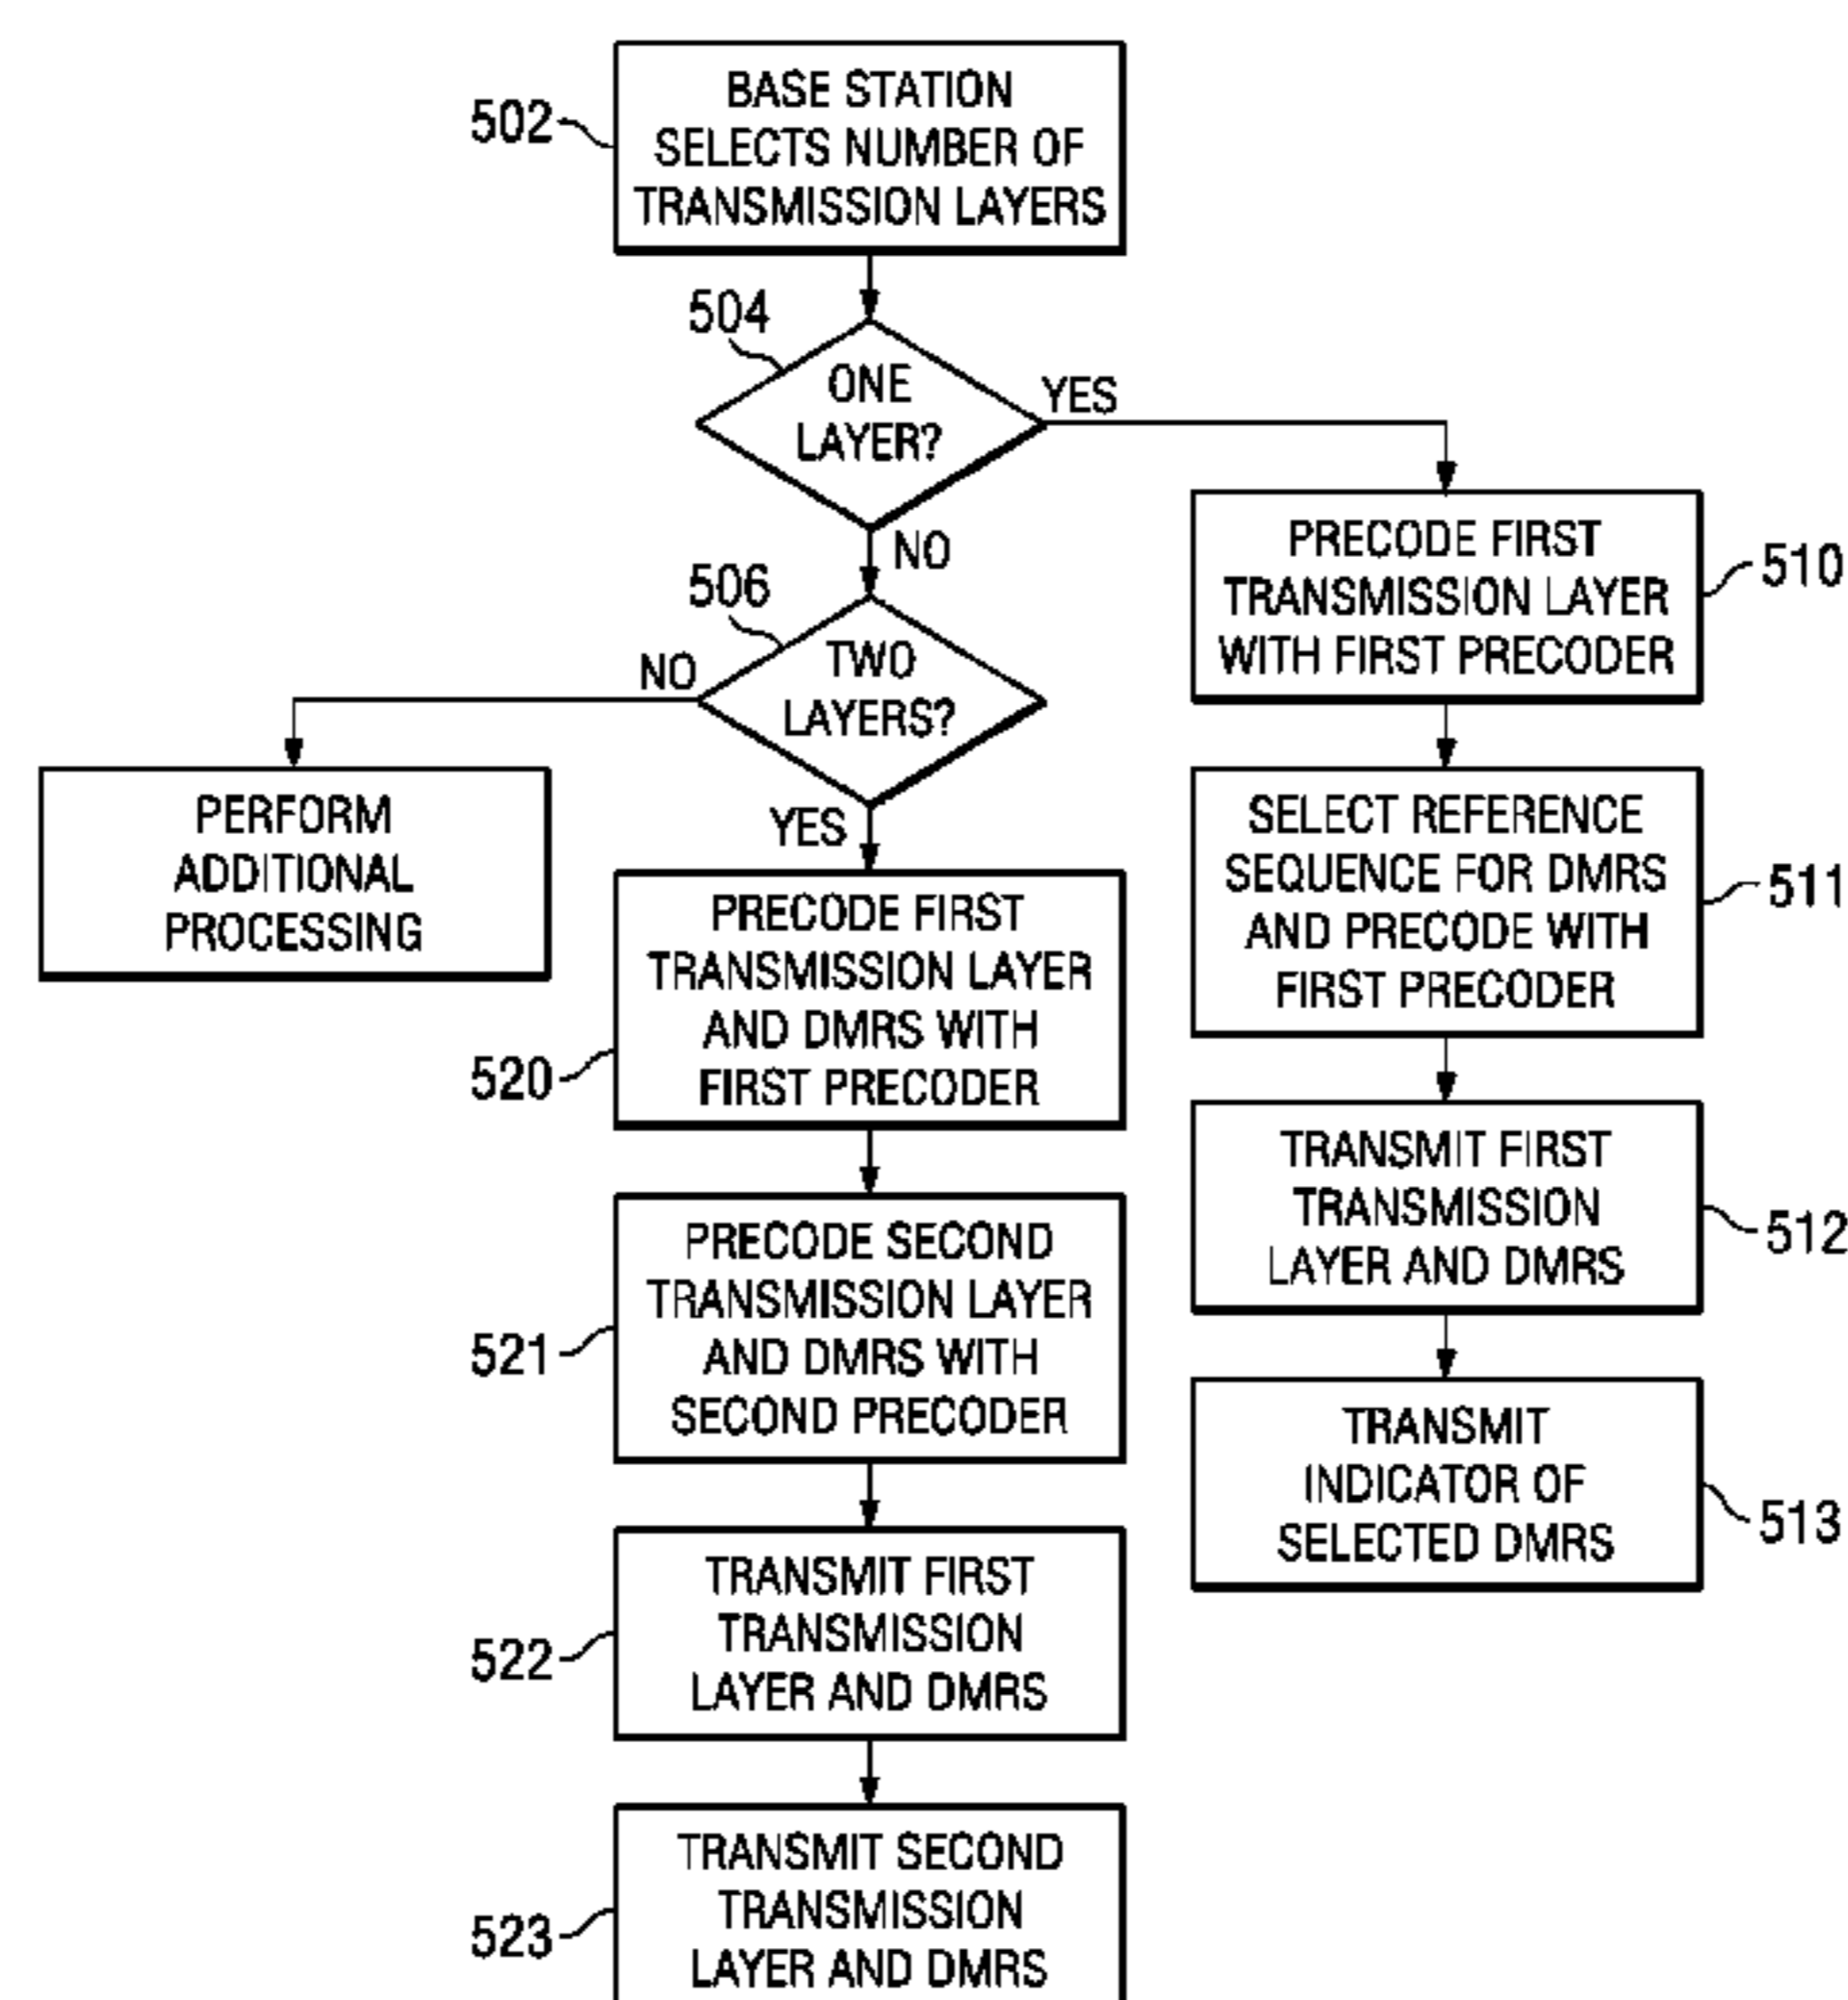 502
BASE STATION
SELECTS NUMBER OF
TRANSMISSION LAYERS
504
ONE
LAYER?
YES
NO
506
TWO
LAYERS?
NO
YES
PERFORM
ADDITIONAL
PROCESSING
510
PRECODE FIRST
TRANSMISSION LAYER
WITH FIRST PRECODER
511
SELECT REFERENCE
SEQUENCE FOR DMRS
AND PRECODE WITH
FIRST PRECODER
512
TRANSMIT FIRST
TRANSMISSION
LAYER AND DMRS
513
TRANSMIT
INDICATOR OF
SELECTED DMRS
520
PRECODE FIRST
TRANSMISSION LAYER
AND DMRS WITH
FIRST PRECODER
521
PRECODE SECOND
TRANSMISSION LAYER
AND DMRS WITH
SECOND PRECODER
522
TRANSMIT FIRST
TRANSMISSION
LAYER AND DMRS
523
TRANSMIT SECOND
TRANSMISSION
LAYER AND DMRS